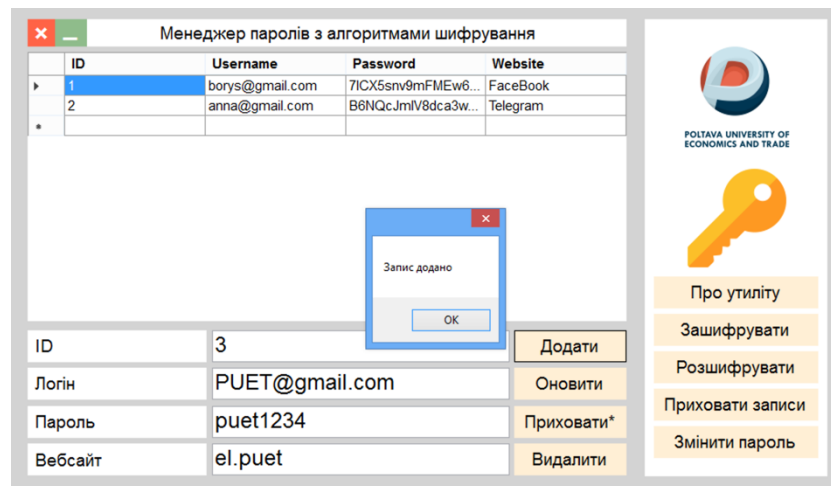 Менеджер паролів з алгоритмами шифрування
ID Username Password Website
1 borys@gmail.com 7ICX5snv9mFMEw6... FaceBook
2 anna@gmail.com B6NQcJmlV8dca3w... Telegram
Запис додано
OK
ID 3 Додати
Логін PUET@gmail.com Оновити
Пароль puet1234 Приховати*
Вебсайт el.puet Видалити
POLTAVA UNIVERSITY OF
ECONOMICS AND TRADE
Про утиліту
Зашифрувати
Розшифрувати
Приховати записи
Змінити пароль